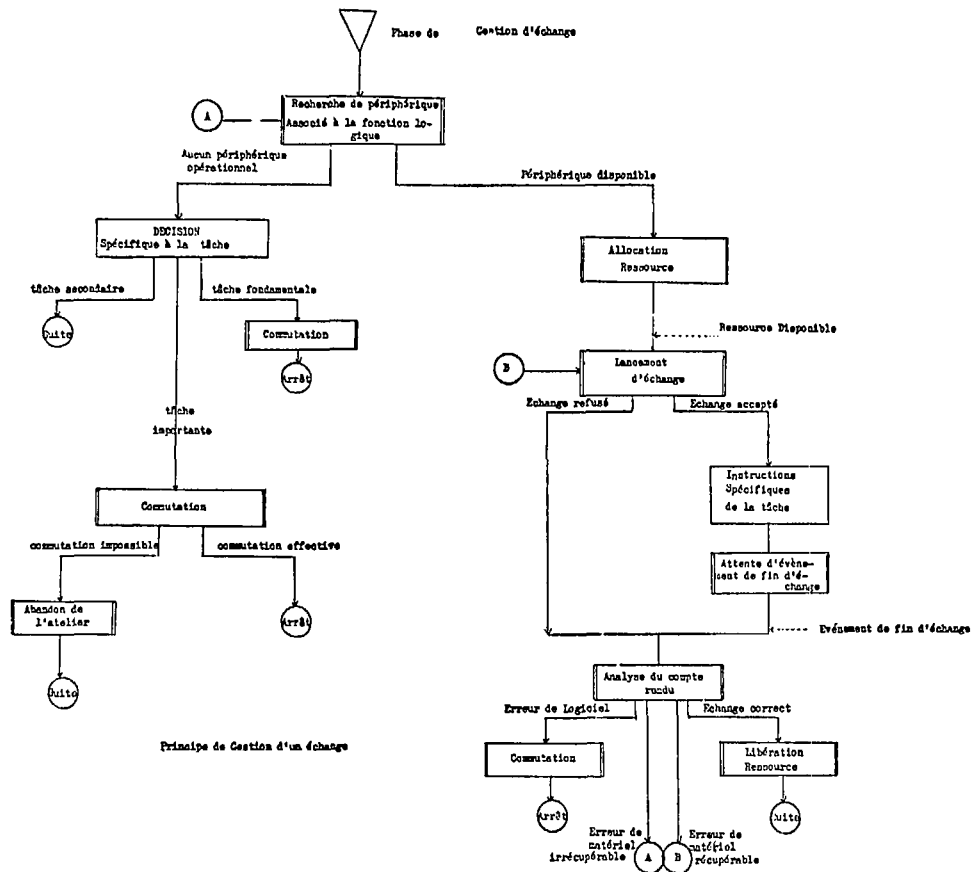 Phase de Gestion d'échange
Recherche de périphérique
Associé à la fonction lo-
gique
A
Aucun périphérique
opérationnel
Périphérique disponible
DECISION
Spécifique à la tâche
Allocation
Ressource
tâche secondaire
tâche fondamentale
Suite
Commutation
Ressource Disponible
Arrêt
B
Lancement
d'échange
Echange refusé
Echange accepté
tâche
importante
Instructions
Spécifiques
de la tâche
Commutation
commutation impossible
commutation effective
Attente d'évène-
ment de fin d'é-
change
Abandon de
l'atelier
Arrêt
Evénement de fin d'échange
Suite
Analyse du compte
rendu
Erreur de Logiciel
Echange correct
Principe de Gestion d'un échange
Commutation
Libération
Ressource
Arrêt
Suite
Erreur de
matériel
irrécupérable
A
B
Erreur de
matériel
récupérable